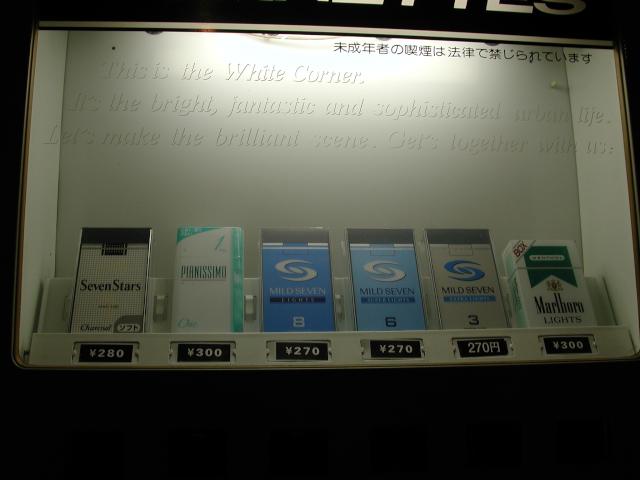 未成年者の喫煙は法律で禁じられています
This is the White Corner.
It's the bright, jantastic and sophisticated urban life.
Let's make the brilliant scene. Get's together with us.
Seven Stars
Charcoal ソフト
1
PIANISSIMO
One
MILD SEVEN
LIGHTS
8
MILD SEVEN
SUPER LIGHTS
6
MILD SEVEN
EXTRA LIGHTS
3
BOX
MENTHOL
Marlboro
LIGHTS
¥280
¥300
¥270
¥270
270円
¥300